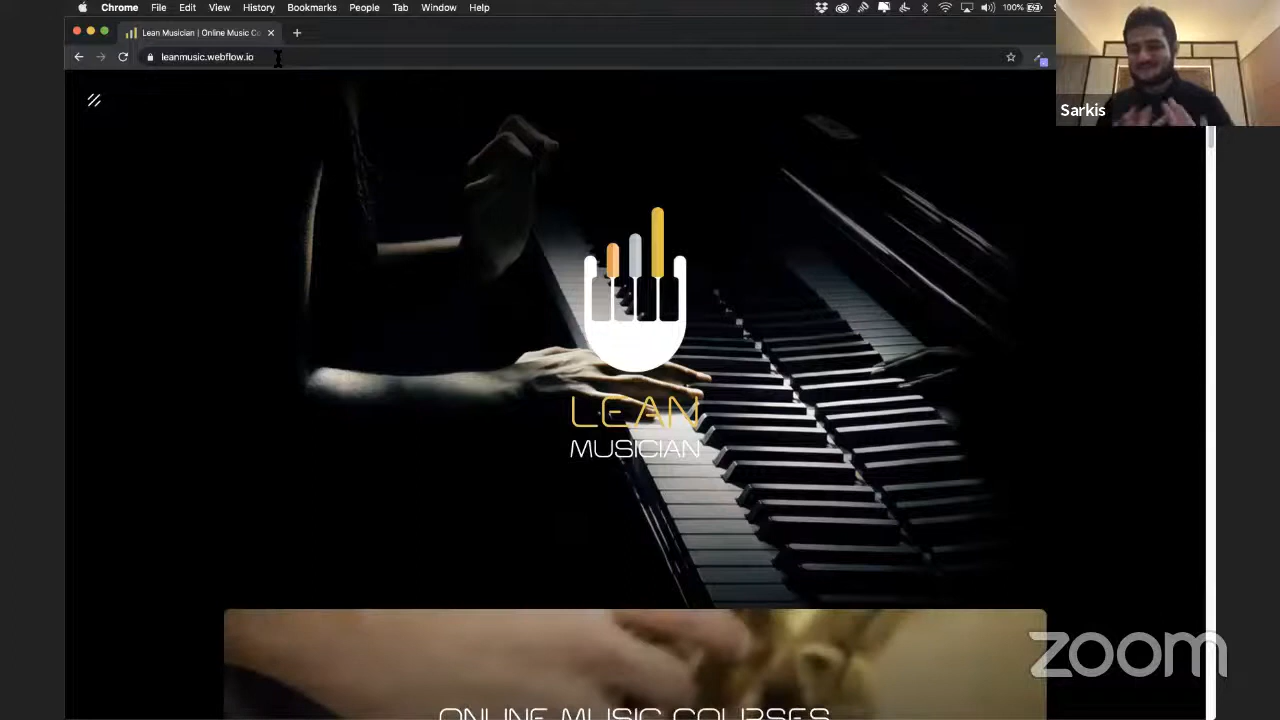 Chrome File Edit View History Bookmarks People Tab Window Help 100%
Lean Musician | Online Music Co
leanmusic.webflow.io
Sarkis
LEAN
MUSICIAN
zoom
ONLINE MUSIC COURSES